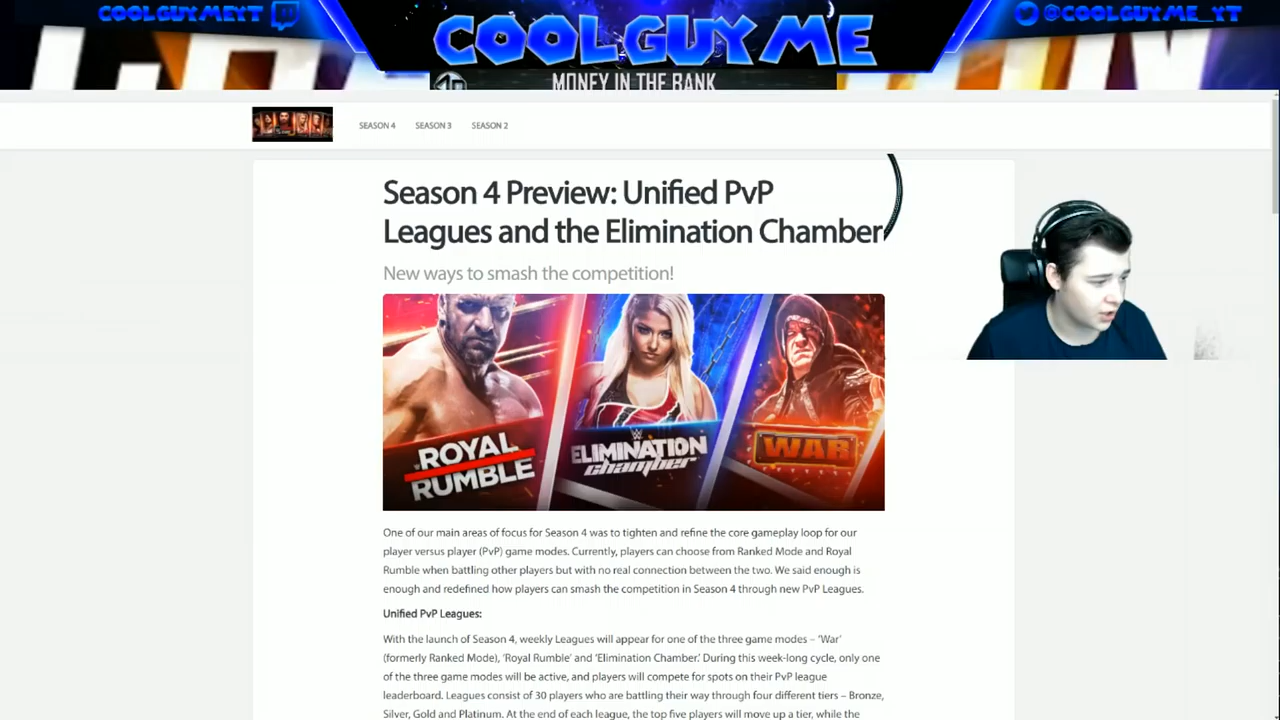 COOLGUYMEYT
COOLGUYME
@COOLGUYME_YT
MONEY IN THE BANK
SEASON 4 SEASON 3 SEASON 2
Season 4 Preview: Unified PvP
Leagues and the Elimination Chamber
New ways to smash the competition!
ROYAL
RUMBLE
ELIMINATION
chamber
WAR
One of our main areas of focus for Season 4 was to tighten and refine the core gameplay loop for our
player versus player (PvP) game modes. Currently, players can choose from Ranked Mode and Royal
Rumble when battling other players but with no real connection between the two. We said enough is
enough and redefined how players can smash the competition in Season 4 through new PvP Leagues.
Unified PvP Leagues:
With the launch of Season 4, weekly Leagues will appear for one of the three game modes – 'War'
(formerly Ranked Mode), 'Royal Rumble' and 'Elimination Chamber.' During this week-long cycle, only one
of the three game modes will be active, and players will compete for spots on their PvP league
leaderboard. Leagues consist of 30 players who are battling their way through four different tiers – Bronze,
Silver, Gold and Platinum. At the end of each league, the top five players will move up a tier, while the